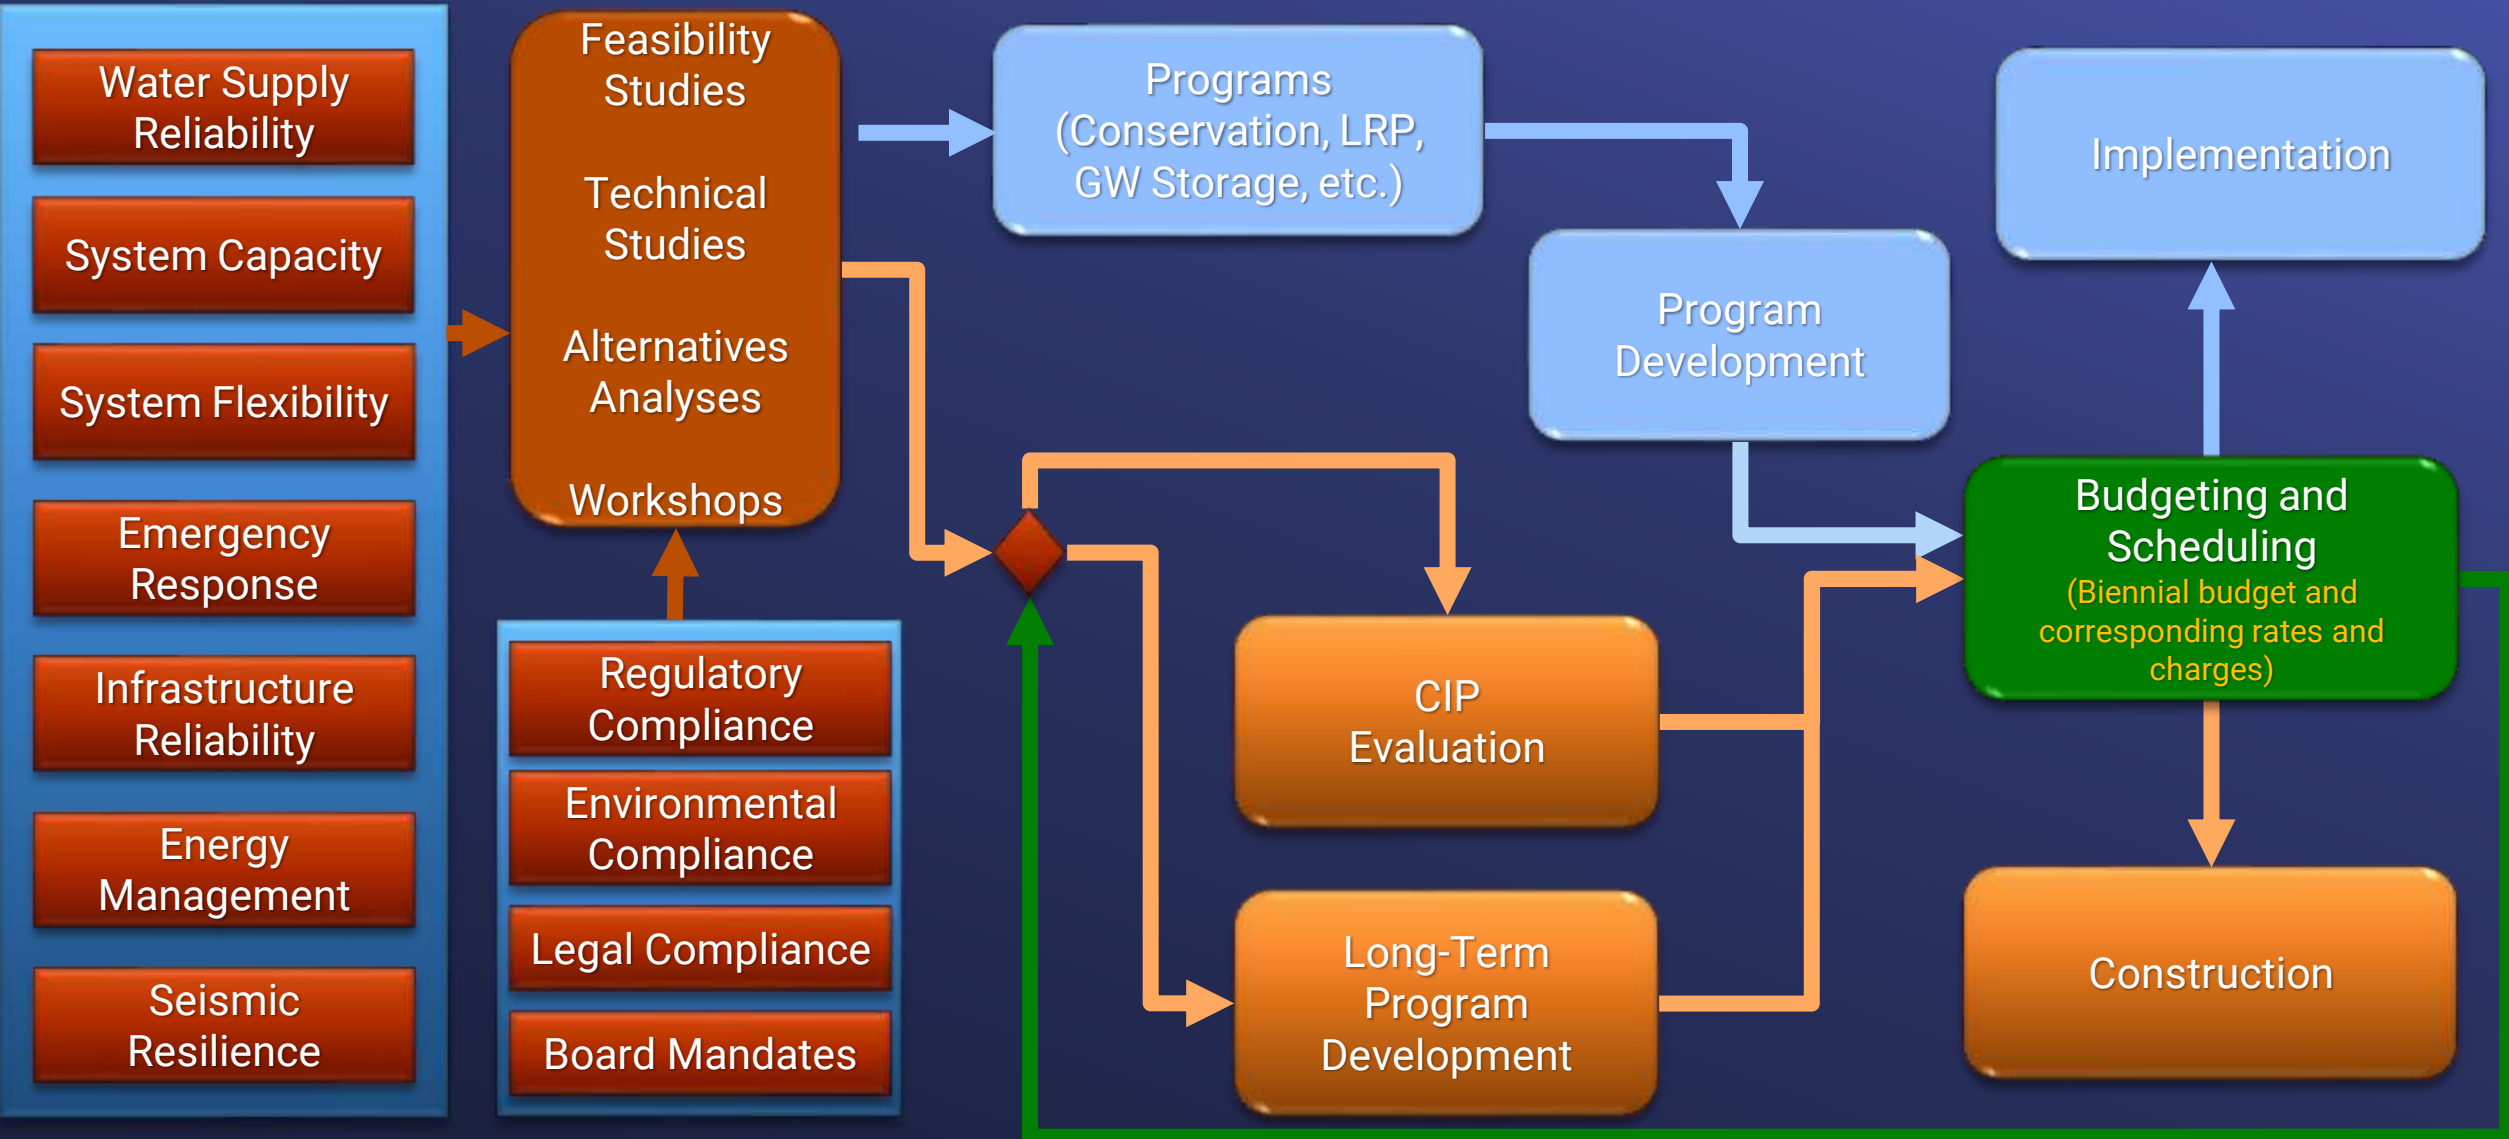 Water Supply
Reliability
System Capacity
System Flexibility
Emergency
Response
Infrastructure
Reliability
Energy
Management
Seismic
Resilience
Feasibility
Studies
Technical
Studies
Alternatives
Analyses
Workshops
Regulatory
Compliance
Environmental
Compliance
Legal Compliance
Board Mandates
Programs
(Conservation, LRP,
GW Storage, etc.)
Program
Development
CIP
Evaluation
Long-Term
Program
Development
Implementation
Budgeting and
Scheduling
(Biennial budget and
corresponding rates and
charges)
Construction